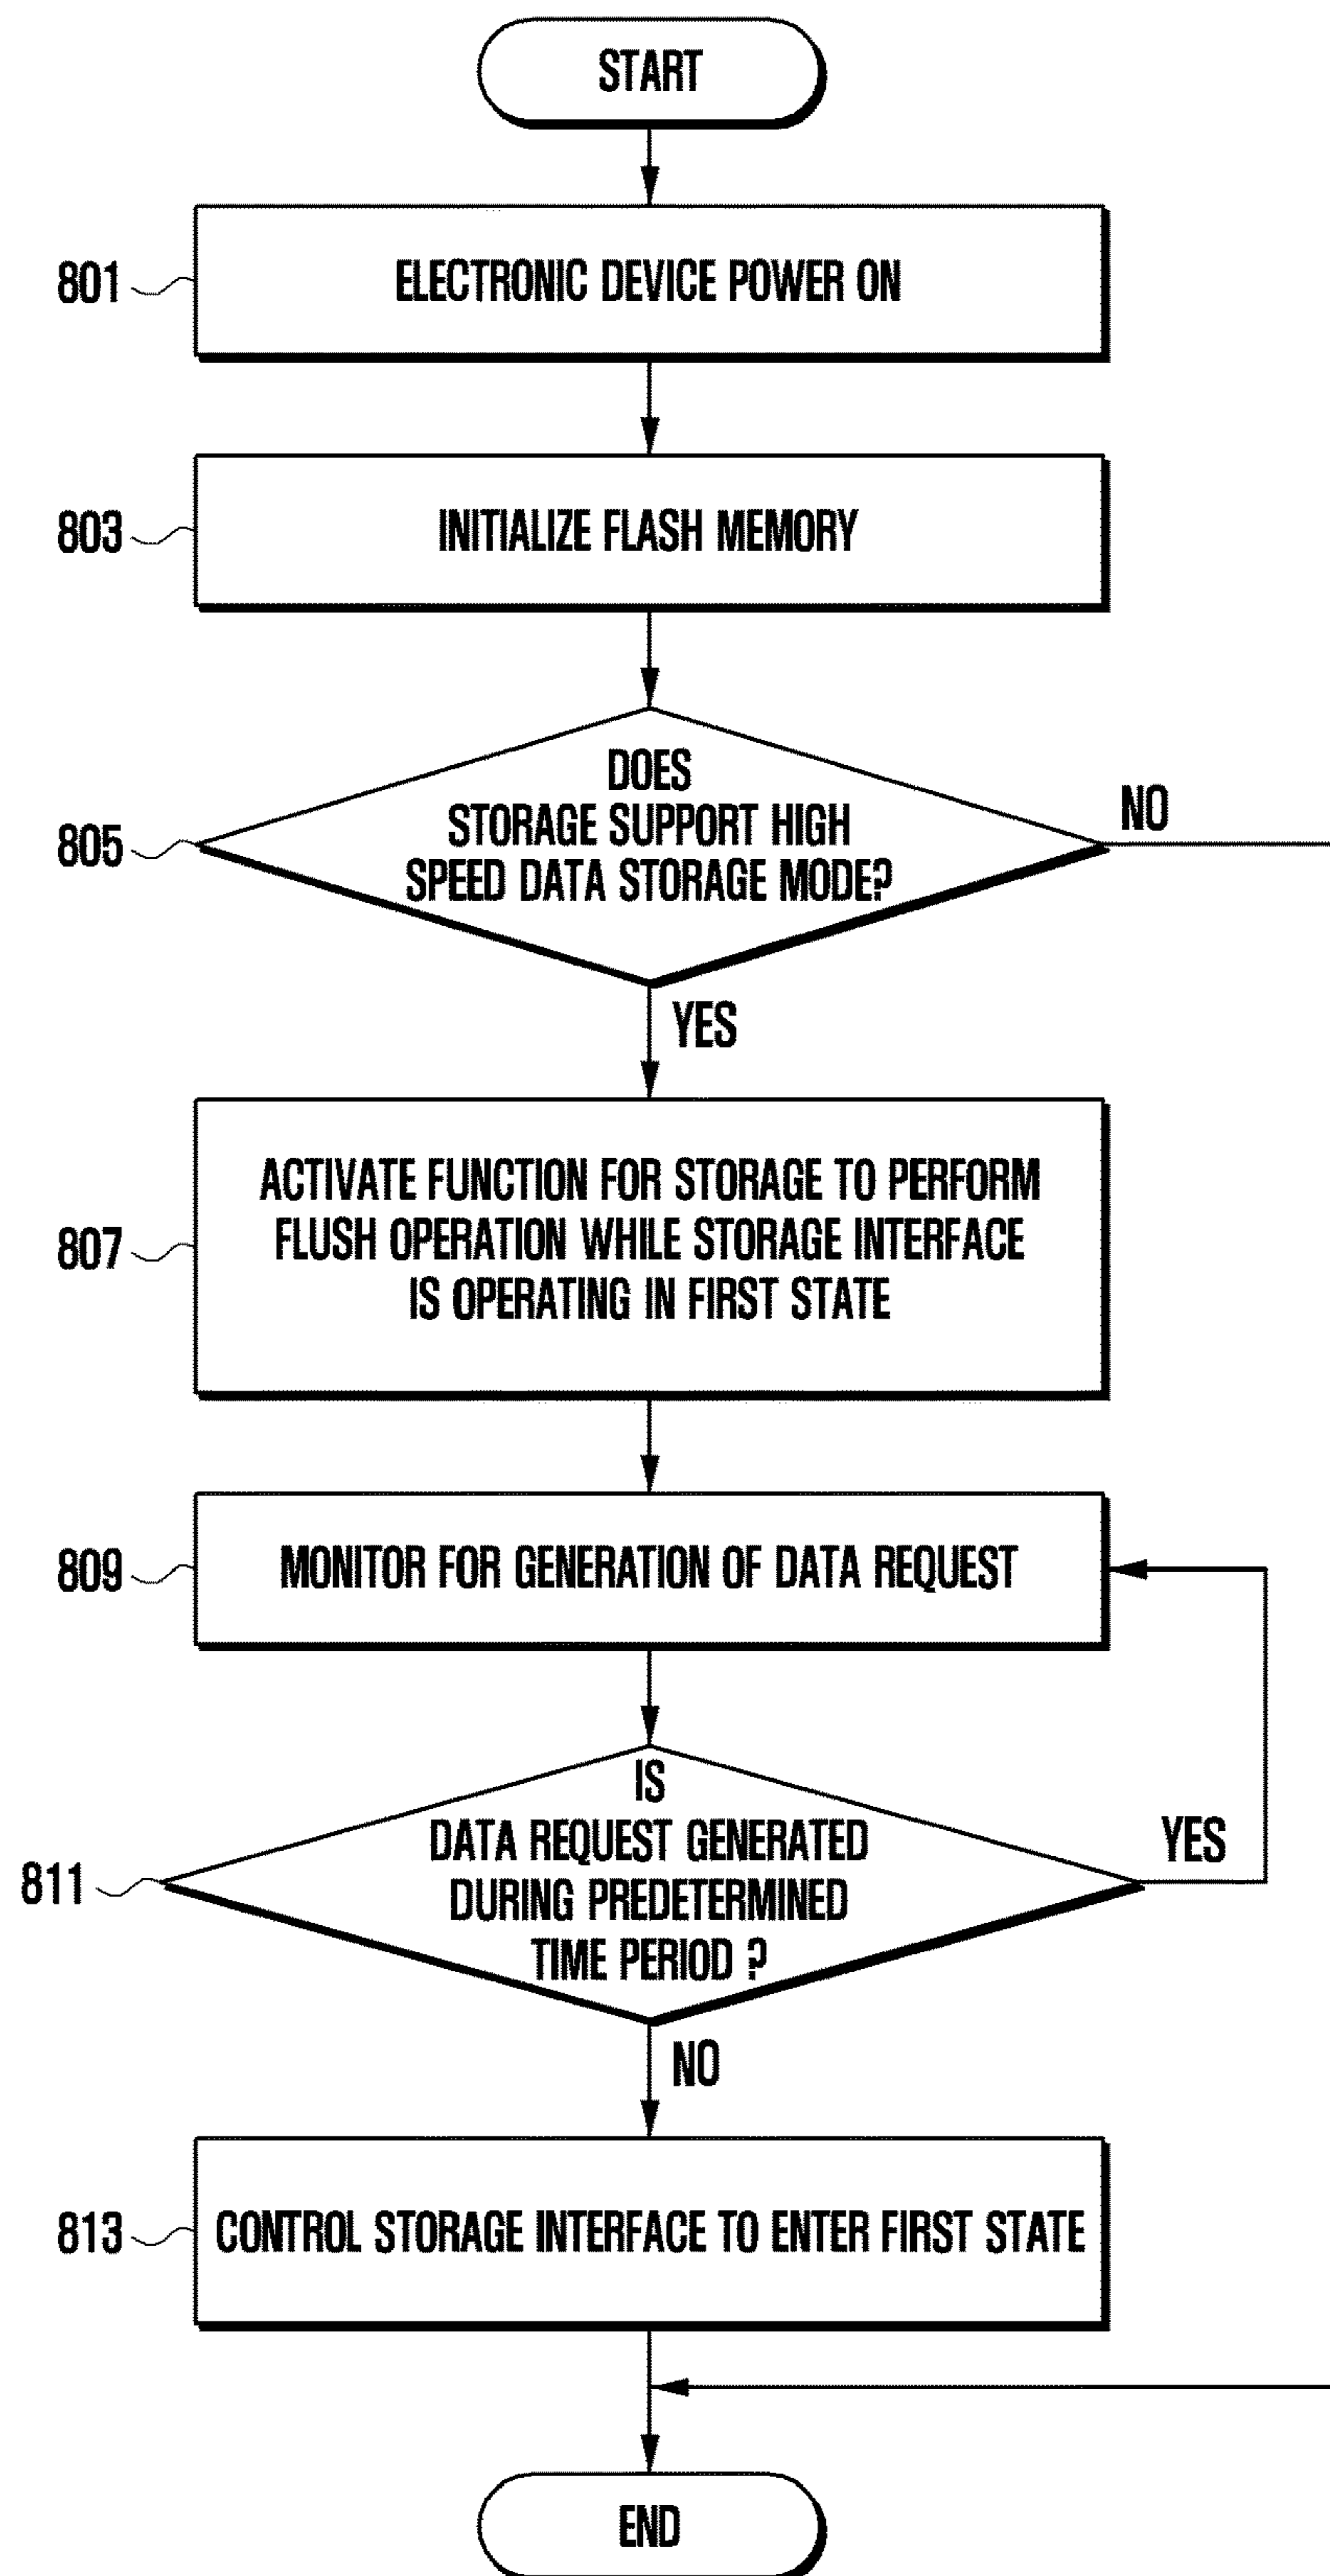 START
801
ELECTRONIC DEVICE POWER ON
803
INITIALIZE FLASH MEMORY
805
DOES
STORAGE SUPPORT HIGH
SPEED DATA STORAGE MODE?
NO
YES
807
ACTIVATE FUNCTION FOR STORAGE TO PERFORM
FLUSH OPERATION WHILE STORAGE INTERFACE
IS OPERATING IN FIRST STATE
809
MONITOR FOR GENERATION OF DATA REQUEST
811
IS
DATA REQUEST GENERATED
DURING PREDETERMINED
TIME PERIOD ?
YES
NO
813
CONTROL STORAGE INTERFACE TO ENTER FIRST STATE
END